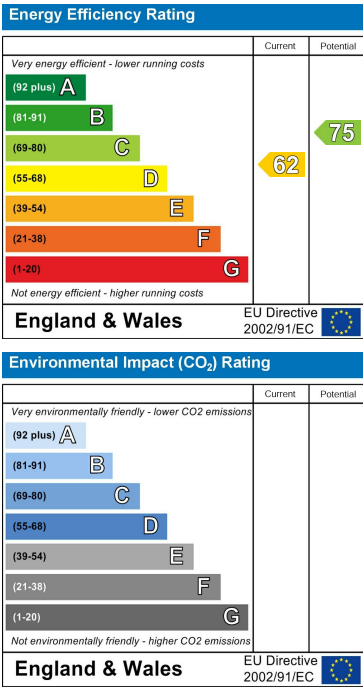 Energy Efficiency Rating
Current Potential
Very energy efficient - lower running costs
(92 plus) A
(81-91) B
(69-80) C
(55-68) D
(39-54) E
(21-38) F
(1-20) G
62
75
Not energy efficient - higher running costs
England & Wales
EU Directive
2002/91/EC
Environmental Impact (CO₂) Rating
Current Potential
Very environmentally friendly - lower CO2 emissions
(92 plus) A
(81-91) B
(69-80) C
(55-68) D
(39-54) E
(21-38) F
(1-20) G
Not environmentally friendly - higher CO2 emissions
England & Wales
EU Directive
2002/91/EC